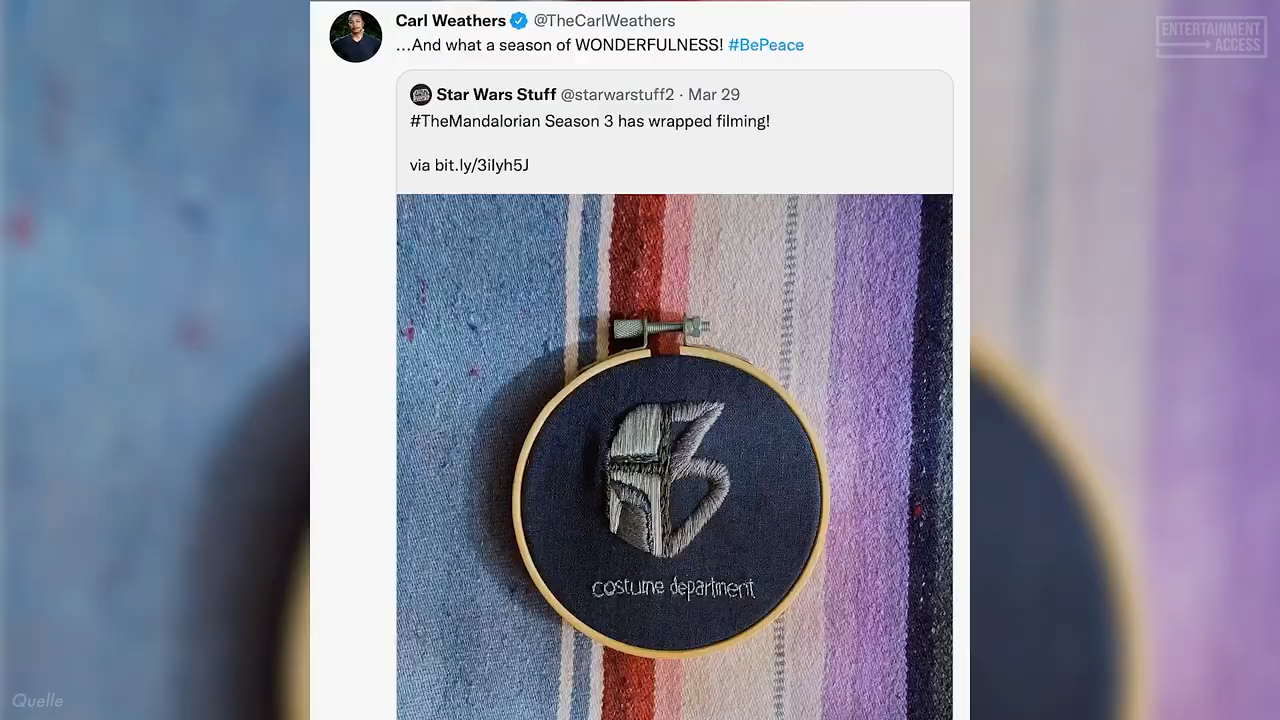 Carl Weathers @TheCarlWeathers
...And what a season of WONDERFULNESS! #BePeace
ENTERTAINMENT
ACCESS
Star Wars Stuff @starwarstuff2 · Mar 29
#TheMandalorian Season 3 has wrapped filming!
via bit.ly/3iIyh5J
costume department
Quelle